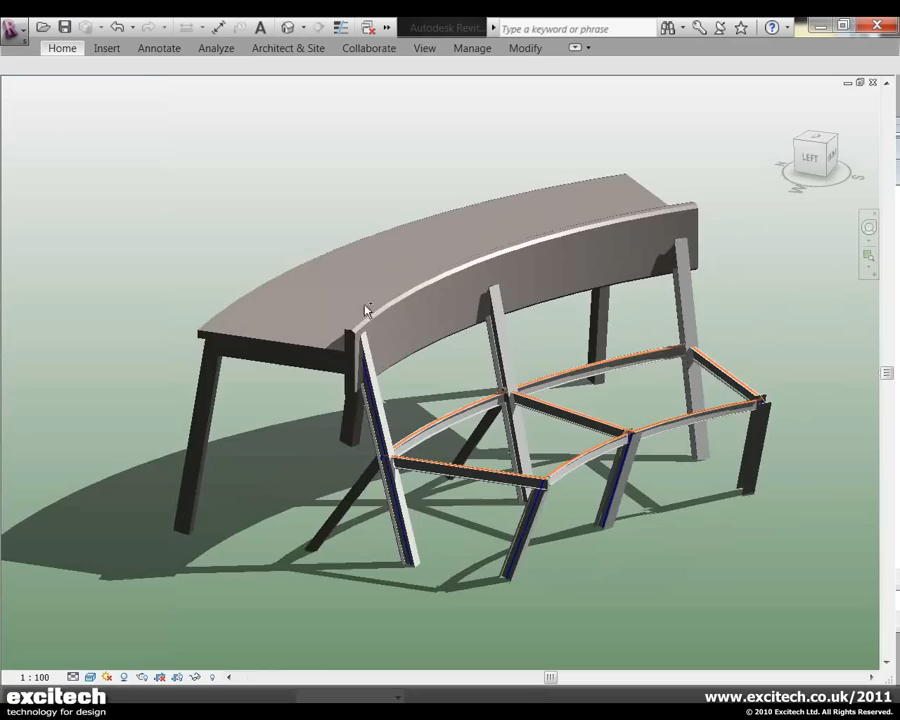 Autodesk Revit
Type a keyword or phrase
Home Insert Annotate Analyze Architect & Site Collaborate View Manage Modify
LEFT
W
S
1 : 100
excitech
technology for design
www.excitech.co.uk/2011
© 2010 Excitech Ltd. All Rights Reserved.